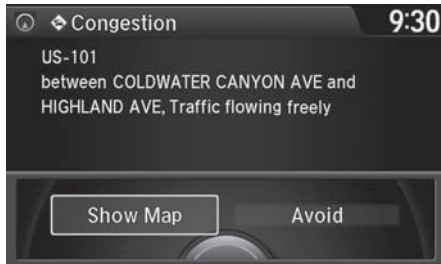 Congestion 9:30
US-101
between COLDWATER CANYON AVE and
HIGHLAND AVE, Traffic flowing freely
Show Map Avoid